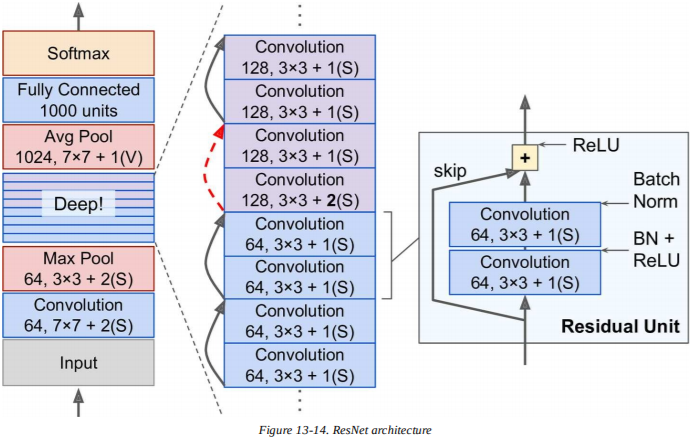 Softmax
Fully Connected
1000 units
Avg Pool
1024, 7×7 + 1(V)
Deep!
Max Pool
64, 3×3 + 2(S)
Convolution
64, 7×7 + 2(S)
Input
Convolution
128, 3×3 + 1(S)
Convolution
128, 3×3 + 1(S)
Convolution
128, 3×3 + 1(S)
Convolution
128, 3×3 + 2(S)
Convolution
64, 3×3 + 1(S)
Convolution
64, 3×3 + 1(S)
Convolution
64, 3×3 + 1(S)
Convolution
64, 3×3 + 1(S)
+
ReLU
skip
Batch
Norm
Convolution
64, 3×3 + 1(S)
BN +
ReLU
Convolution
64, 3×3 + 1(S)
Residual Unit
Figure 13-14. ResNet architecture